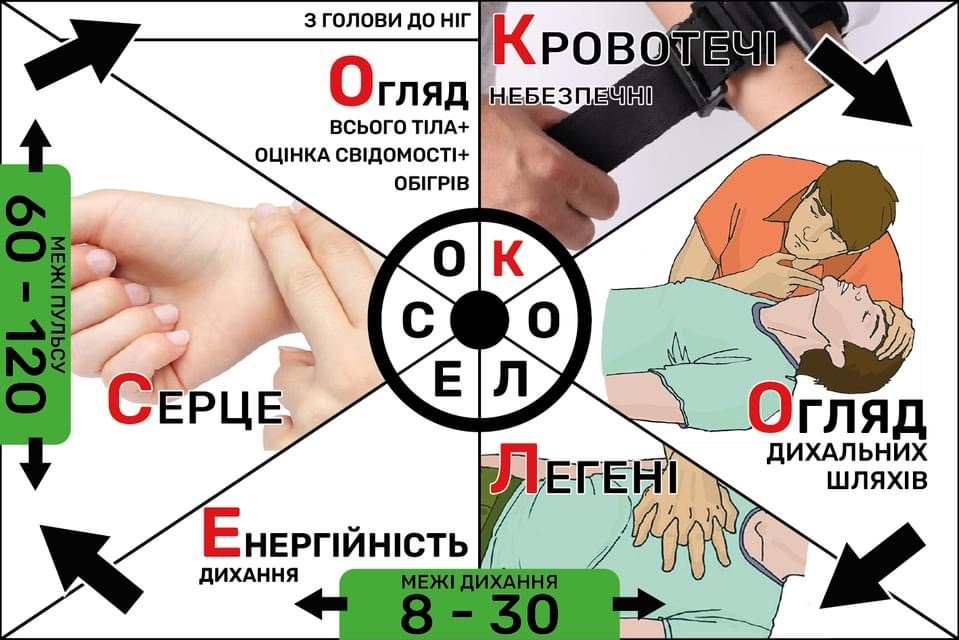 З ГОЛОВИ ДО НІГ
ОГЛЯД
ВСЬОГО ТІЛА+
ОЦІНКА СВІДОМОСТІ+
ОБІГРІВ
КРОВОТЕЧІ
НЕБЕЗПЕЧНІ
ОГЛЯД
ДИХАЛЬНИХ
ШЛЯХІВ
ЛЕГЕНІ
МЕЖІ ДИХАННЯ
8 - 30
ЕНЕРГІЙНІСТЬ
ДИХАННЯ
СЕРЦЕ
МЕЖІ ПУЛЬСУ
60 - 120
О К
С О
Е Л